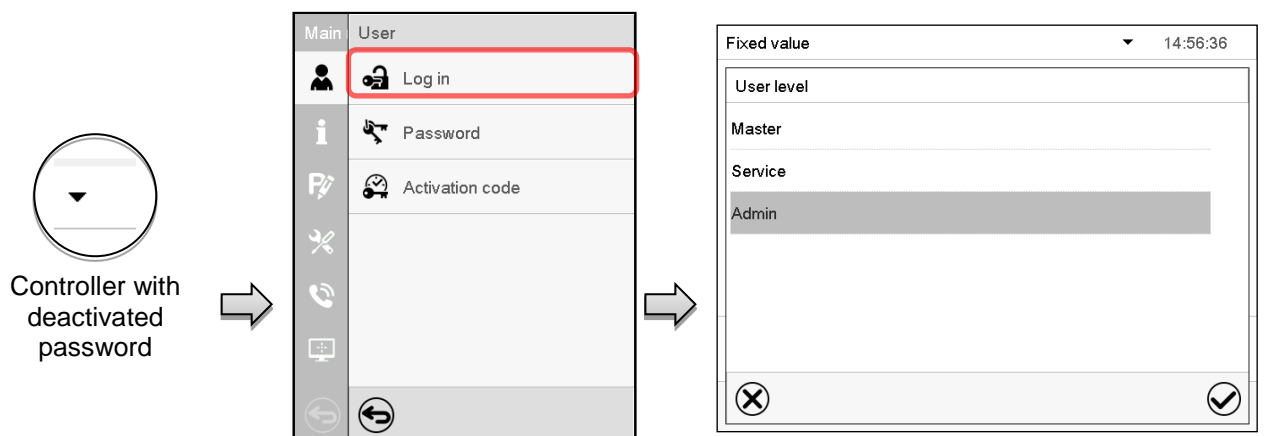 Controller with
deactivated
password
Main
User
Log in
Password
Activation code
Fixed value
14:56:36
User level
Master
Service
Admin